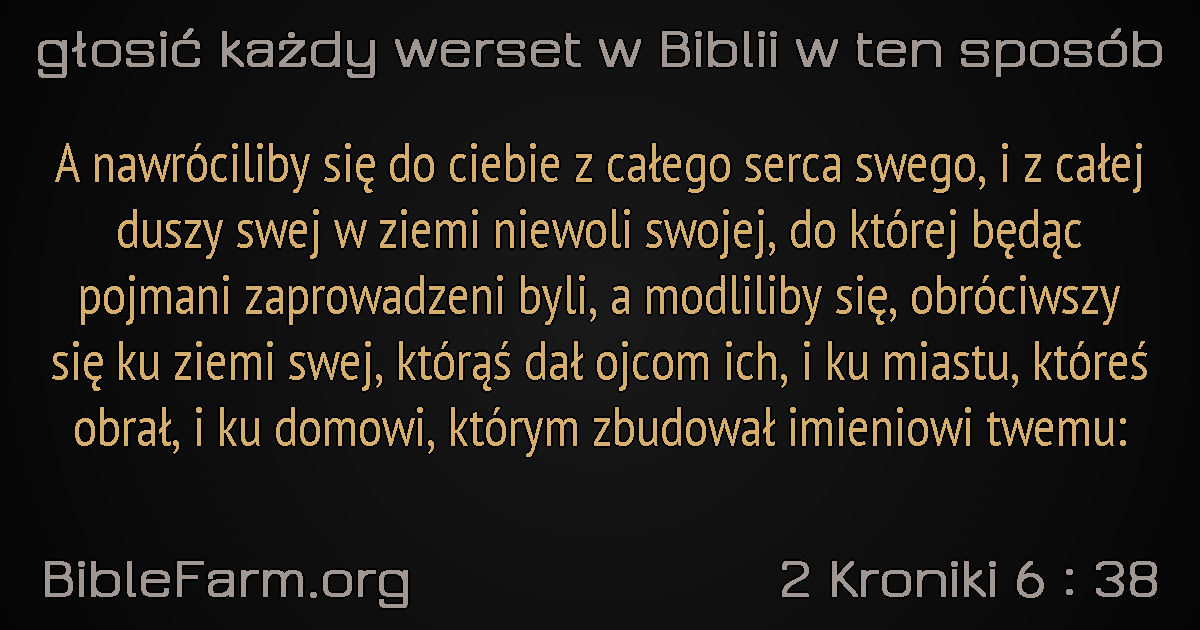 głosić każdy werset w Biblii w ten sposób
A nawróciliby się do ciebie z całego serca swego, i z całej
duszy swej w ziemi niewoli swojej, do której będąc
pojmani zaprowadzeni byli, a modliliby się, obróciwszy
się ku ziemi swej, którąś dał ojcom ich, i ku miastu, któreś
obrał, i ku domowi, którym zbudował imieniowi twemu:
BibleFarm.org
2 Kroniki 6 : 38